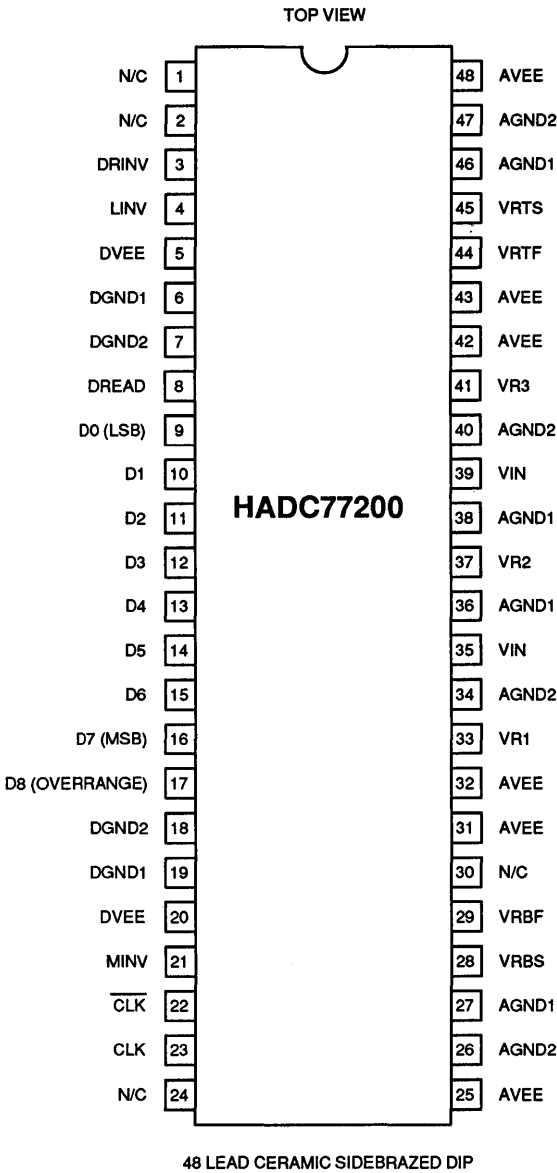 TOP VIEW
N/C 1 48 AVEE
N/C 2 47 AGND2
DRINV 3 46 AGND1
LINV 4 45 VRTS
DVEE 5 44 VRTF
DGND1 6 43 AVEE
DGND2 7 42 AVEE
DREAD 8 41 VR3
D0 (LSB) 9 40 AGND2
D1 10 39 VIN
HADC77200
D2 11 38 AGND1
D3 12 37 VR2
D4 13 36 AGND1
D5 14 35 VIN
D6 15 34 AGND2
D7 (MSB) 16 33 VR1
D8 (OVERRANGE) 17 32 AVEE
DGND2 18 31 AVEE
DGND1 19 30 N/C
DVEE 20 29 VRBF
MINV 21 28 VRBS
C̅L̅K̅ 22 27 AGND1
CLK 23 26 AGND2
N/C 24 25 AVEE
48 LEAD CERAMIC SIDEBRAZED DIP